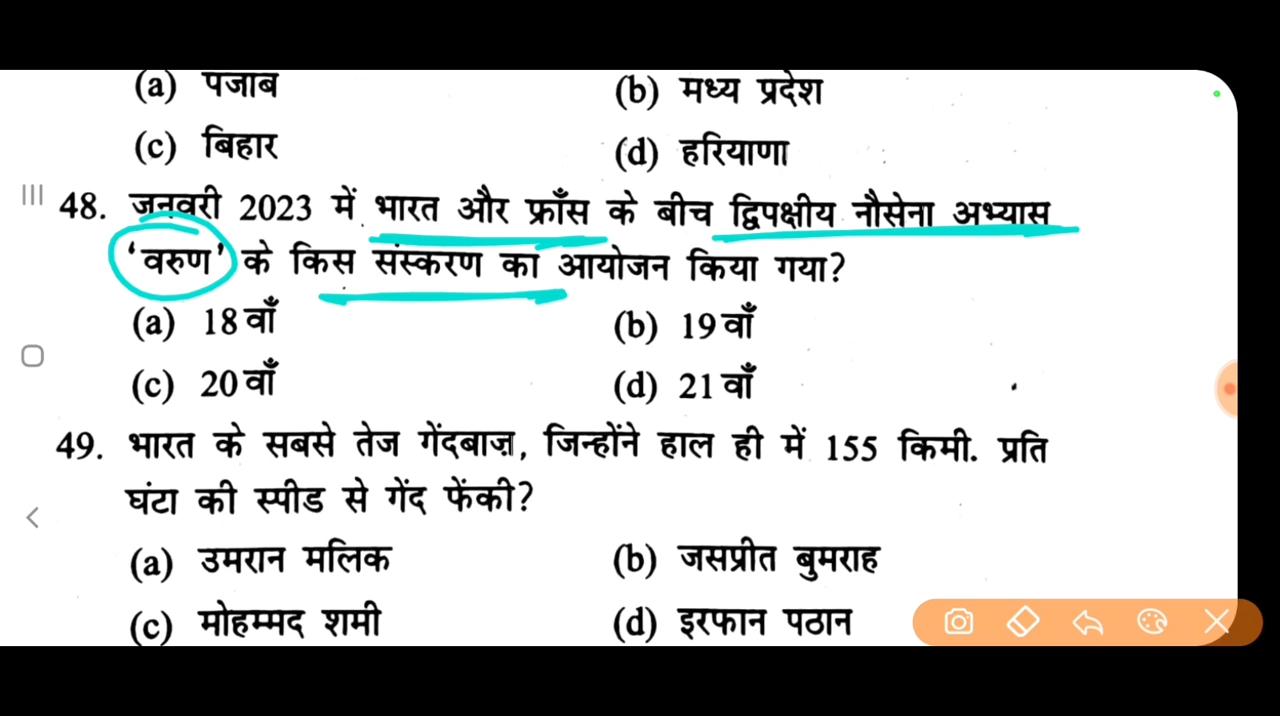 (a) पजाब (b) मध्य प्रदेश
(c) बिहार (d) हरियाणा
48. जनवरी 2023 में भारत और फ्राँस के बीच द्विपक्षीय नौसेना अभ्यास
'वरुण' के किस संस्करण का आयोजन किया गया?
(a) 18वाँ (b) 19वाँ
(c) 20वाँ (d) 21वाँ
49. भारत के सबसे तेज गेंदबाज़, जिन्होंने हाल ही में 155 किमी. प्रति
घंटा की स्पीड से गेंद फेंकी?
(a) उमरान मलिक (b) जसप्रीत बुमराह
(c) मोहम्मद शमी (d) इरफान पठान